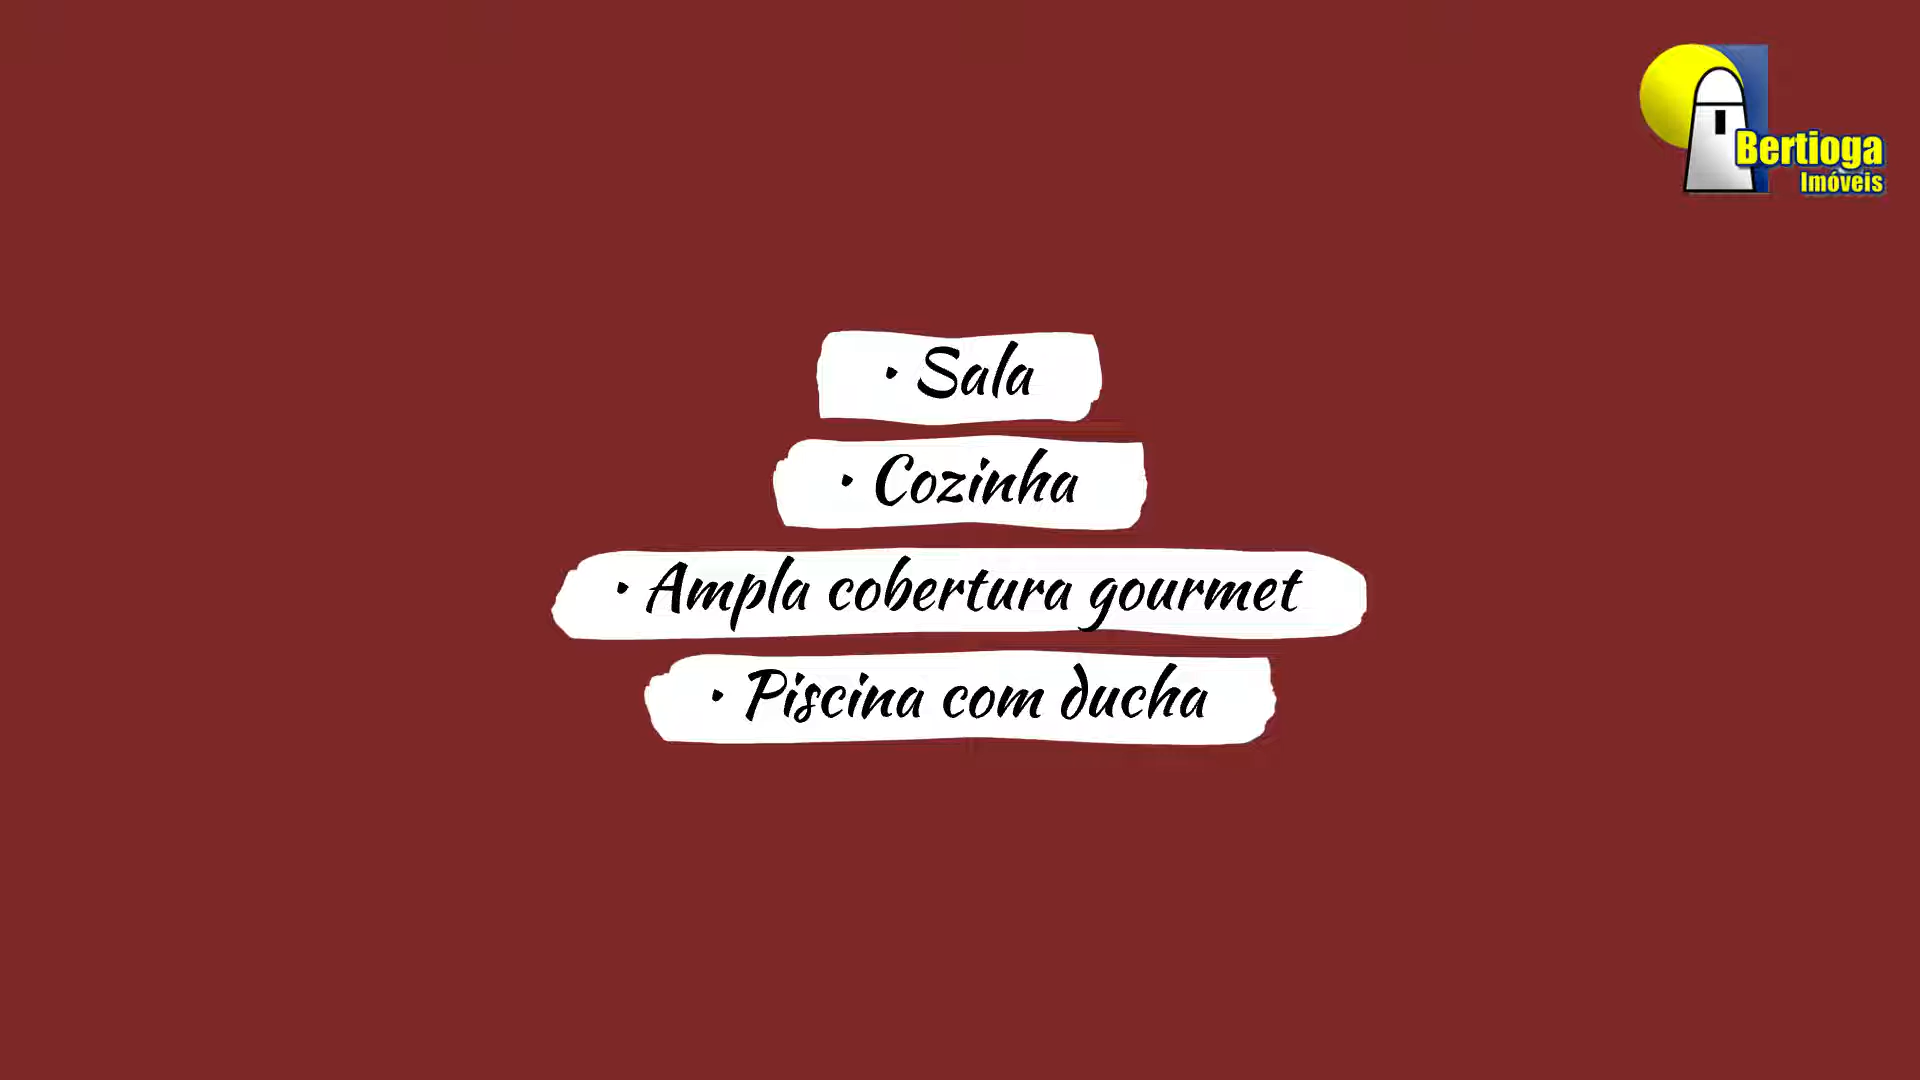 Bertioga
Imóveis
• Sala
• Cozinha
• Ampla cobertura gourmet
• Piscina com ducha